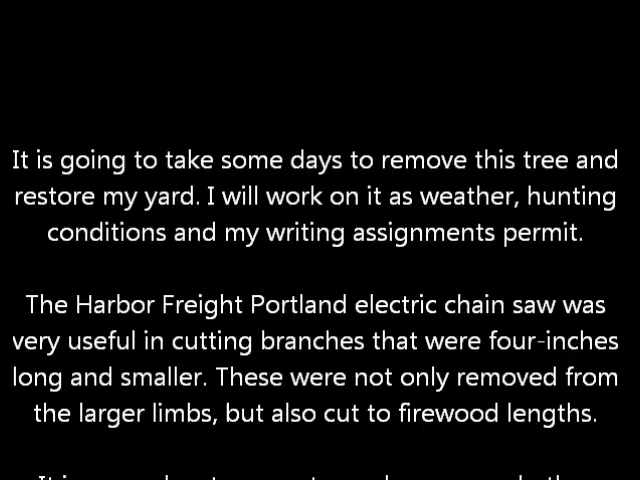 It is going to take some days to remove this tree and
restore my yard. I will work on it as weather, hunting
conditions and my writing assignments permit.
The Harbor Freight Portland electric chain saw was
very useful in cutting branches that were four-inches
long and smaller. These were not only removed from
the larger limbs, but also cut to firewood lengths.